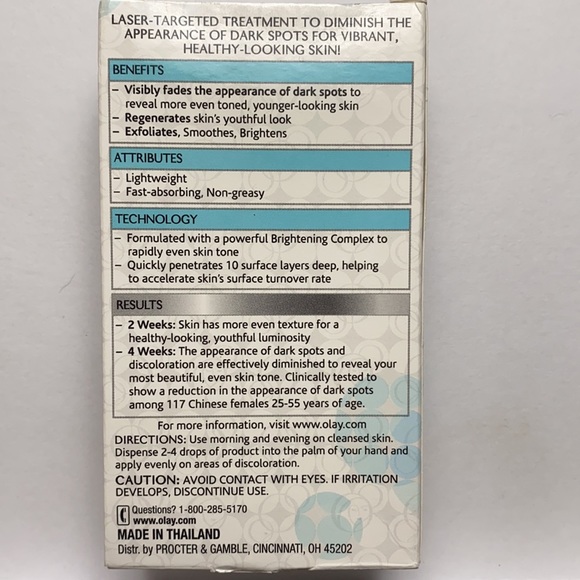 LASER-TARGETED TREATMENT TO DIMINISH THE
APPEARANCE OF DARK SPOTS FOR VIBRANT,
HEALTHY-LOOKING SKIN!
BENEFITS
– Visibly fades the appearance of dark spots to
reveal more even toned, younger-looking skin
– Regenerates skin's youthful look
– Exfoliates, Smoothes, Brightens
ATTRIBUTES
– Lightweight
– Fast-absorbing, Non-greasy
TECHNOLOGY
– Formulated with a powerful Brightening Complex to
rapidly even skin tone
– Quickly penetrates 10 surface layers deep, helping
to accelerate skin's surface turnover rate
RESULTS
– 2 Weeks: Skin has more even texture for a
healthy-looking, youthful luminosity
– 4 Weeks: The appearance of dark spots and
discoloration are effectively diminished to reveal your
most beautiful, even skin tone. Clinically tested to
show a reduction in the appearance of dark spots
among 117 Chinese females 25-55 years of age.
For more information, visit www.olay.com
DIRECTIONS: Use morning and evening on cleansed skin.
Dispense 2-4 drops of product into the palm of your hand and
apply evenly on areas of discoloration.
CAUTION: AVOID CONTACT WITH EYES. IF IRRITATION
DEVELOPS, DISCONTINUE USE.
Questions? 1-800-285-5170
www.olay.com
MADE IN THAILAND
Distr. by PROCTER & GAMBLE, CINCINNATI, OH 45202